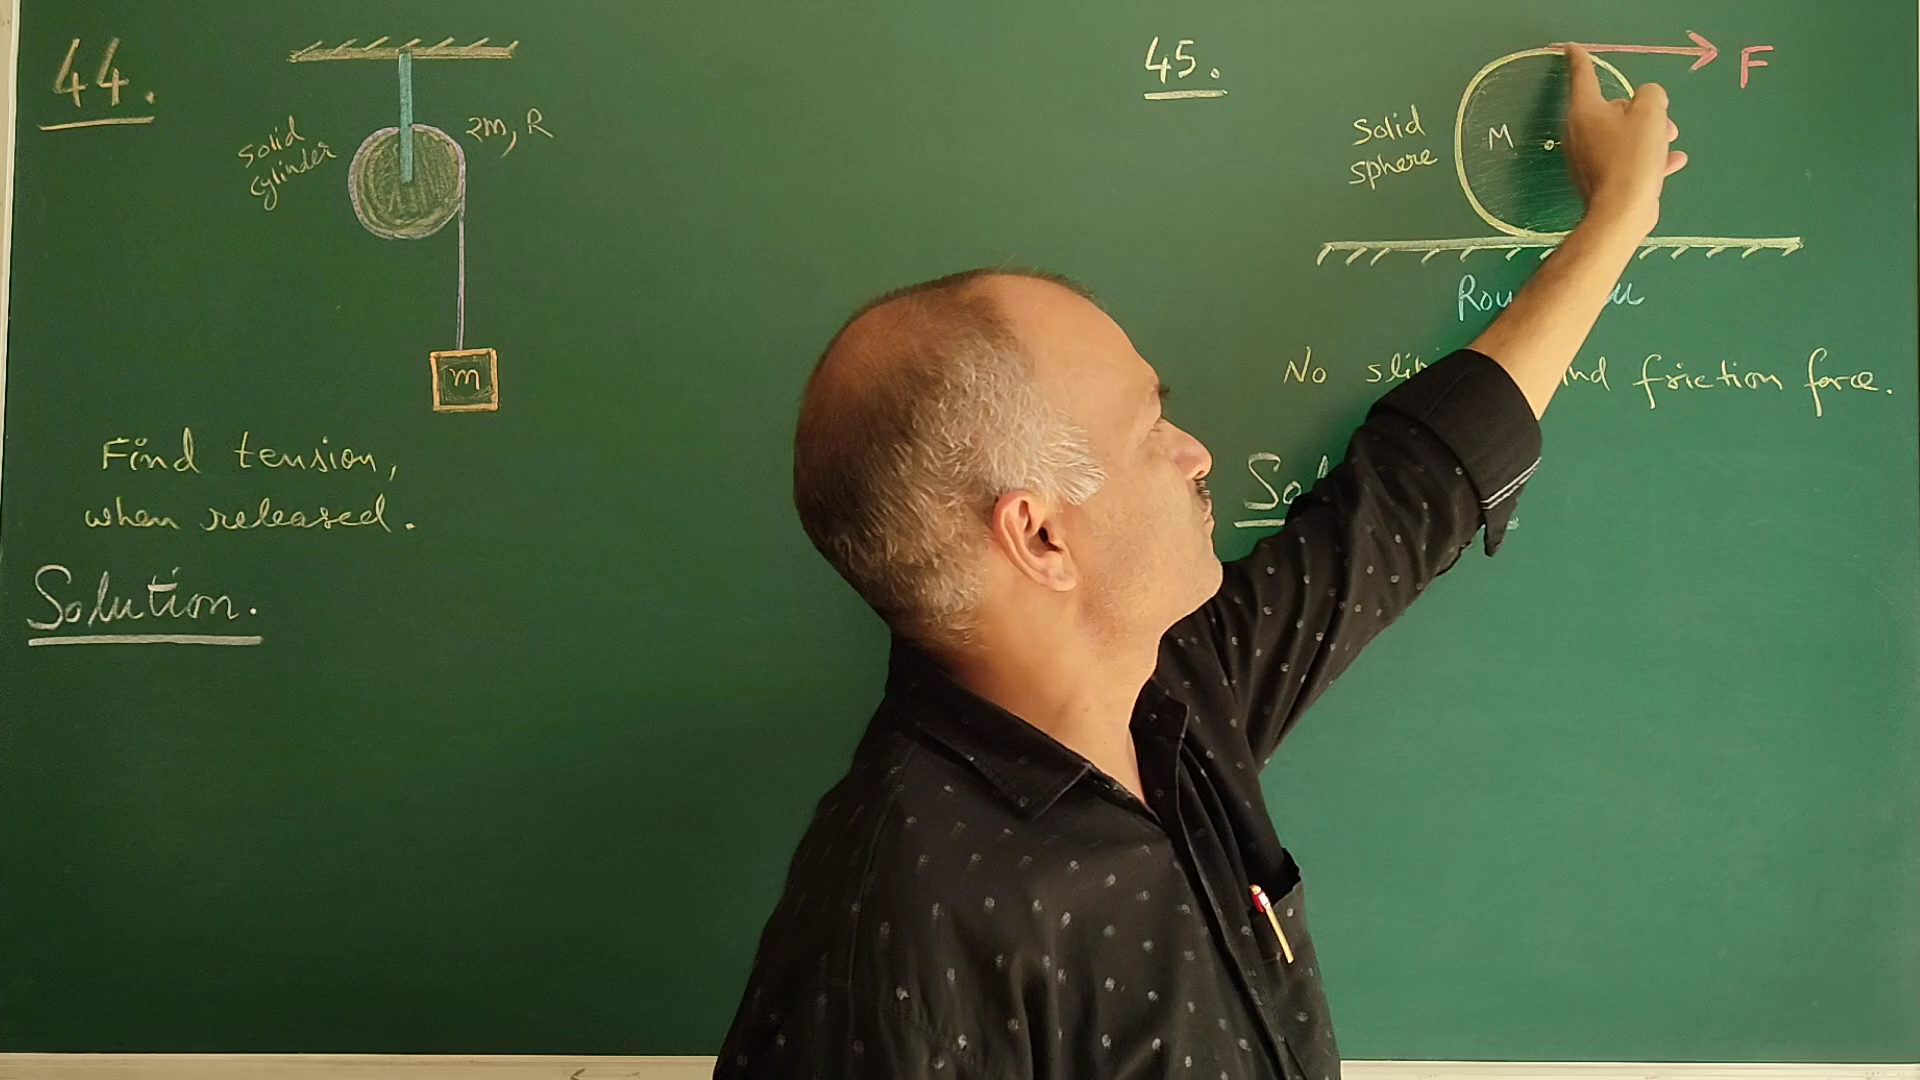 44.
solid
cylinder
2m, R
m
Find tension,
when released.
Solution.
45.
F
Solid
sphere
M
No
friction force.